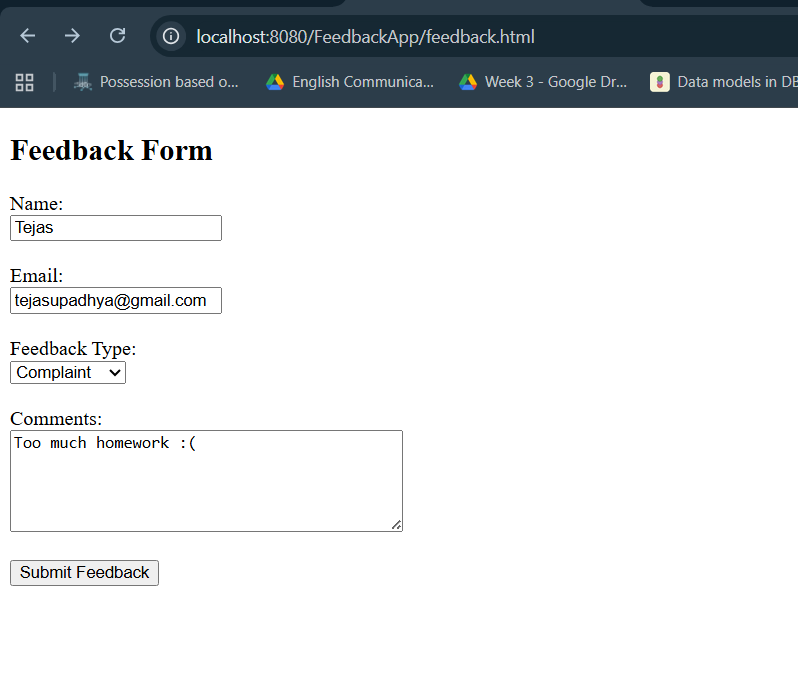 localhost:8080/FeedbackApp/feedback.html
Possession based o... English Communica... Week 3 - Google Dr... Data models in DB
Feedback Form
Name:
Tejas
Email:
tejasupadhya@gmail.com
Feedback Type:
Complaint
Comments:
Too much homework :(
Submit Feedback